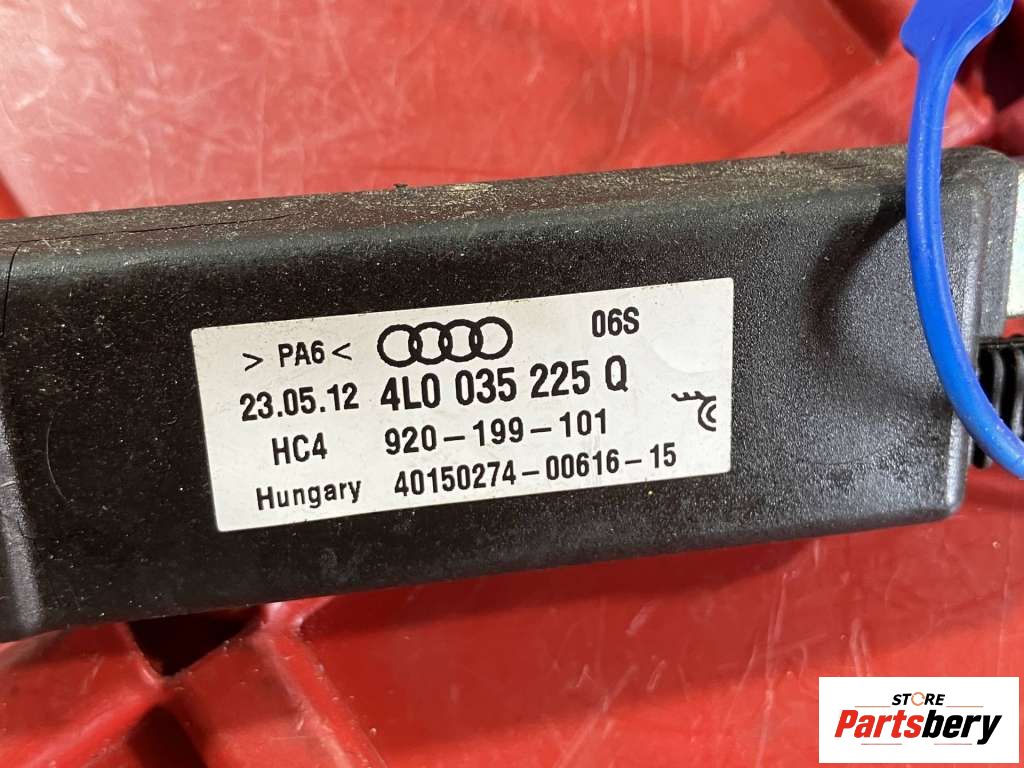 > PA6 < 06S
23.05.12 4L0 035 225 Q
HC4 920-199-101
Hungary 40150274-00616-15
STORE
Partsbery